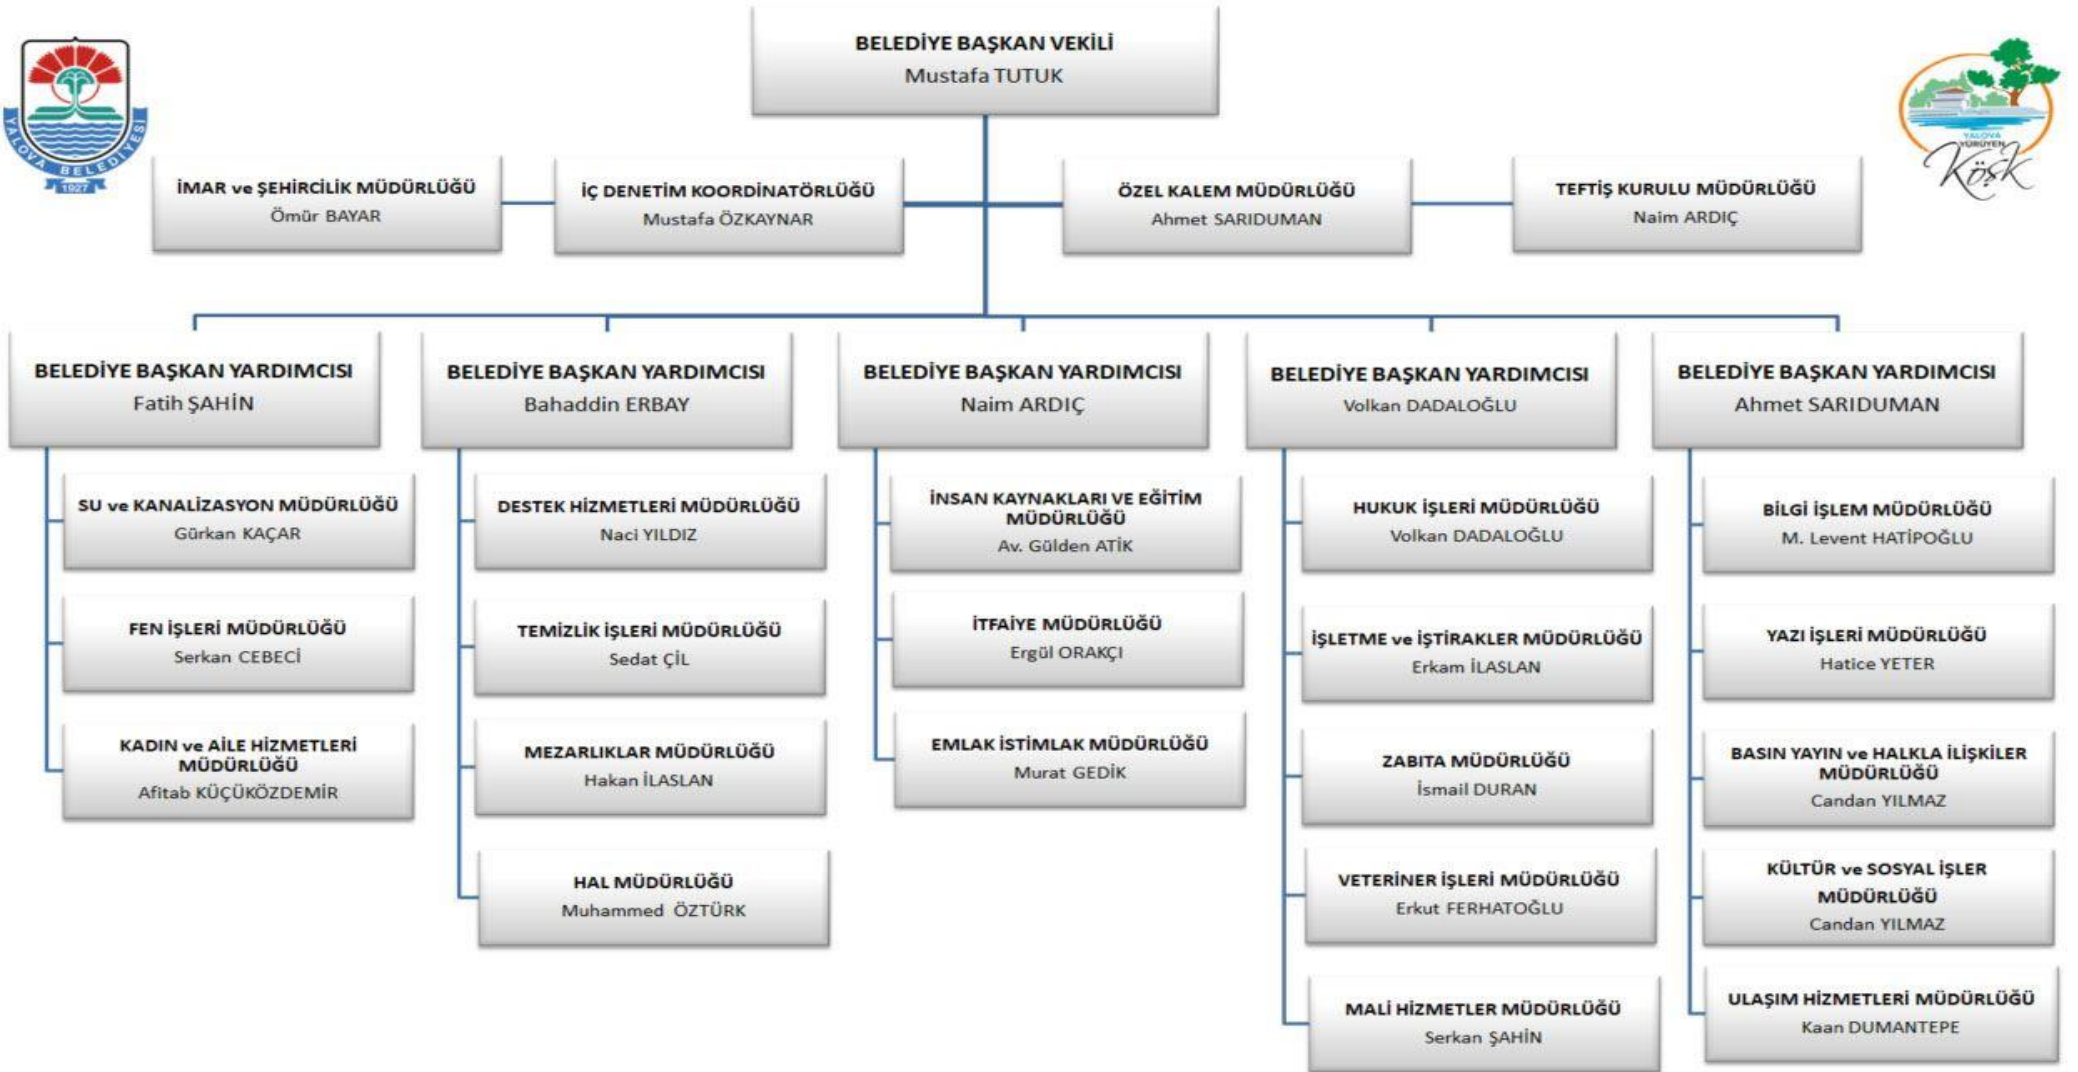 BELEDİYE BAŞKAN VEKİLİ
Mustafa TUTUK
YALOVA BELEDİYESİ
1927
YALOVA
YÜRÜYEN
Köşk
İMAR ve ŞEHİRCİLİK MÜDÜRLÜĞÜ
Ömür BAYAR
İÇ DENETİM KOORDİNATÖRLÜĞÜ
Mustafa ÖZKAYNAR
ÖZEL KALEM MÜDÜRLÜĞÜ
Ahmet SARIDUMAN
TEFTİŞ KURULU MÜDÜRLÜĞÜ
Naim ARDIÇ
BELEDİYE BAŞKAN YARDIMCISI
Fatih ŞAHİN
SU ve KANALİZASYON MÜDÜRLÜĞÜ
Gürkan KAÇAR
FEN İŞLERİ MÜDÜRLÜĞÜ
Serkan CEBECİ
KADIN ve AİLE HİZMETLERİ
MÜDÜRLÜĞÜ
Afitab KÜÇÜKÖZDEMİR
BELEDİYE BAŞKAN YARDIMCISI
Bahaddin ERBAY
DESTEK HİZMETLERİ MÜDÜRLÜĞÜ
Naci YILDIZ
TEMİZLİK İŞLERİ MÜDÜRLÜĞÜ
Sedat ÇİL
MEZARLIKLAR MÜDÜRLÜĞÜ
Hakan İLASLAN
HAL MÜDÜRLÜĞÜ
Muhammed ÖZTÜRK
BELEDİYE BAŞKAN YARDIMCISI
Naim ARDIÇ
İNSAN KAYNAKLARI VE EĞİTİM
MÜDÜRLÜĞÜ
Av. Gülden ATİK
İTFAİYE MÜDÜRLÜĞÜ
Ergül ORAKÇI
EMLAK İSTİMLAK MÜDÜRLÜĞÜ
Murat GEDİK
BELEDİYE BAŞKAN YARDIMCISI
Volkan DADALOĞLU
HUKUK İŞLERİ MÜDÜRLÜĞÜ
Volkan DADALOĞLU
İŞLETME ve İŞTİRAKLER MÜDÜRLÜĞÜ
Erkam İLASLAN
ZABITA MÜDÜRLÜĞÜ
İsmail DURAN
VETERİNER İŞLERİ MÜDÜRLÜĞÜ
Erkut FERHATOĞLU
MALİ HİZMETLER MÜDÜRLÜĞÜ
Serkan ŞAHİN
BELEDİYE BAŞKAN YARDIMCISI
Ahmet SARIDUMAN
BİLGİ İŞLEM MÜDÜRLÜĞÜ
M. Levent HATİPOĞLU
YAZI İŞLERİ MÜDÜRLÜĞÜ
Hatice YETER
BASIN YAYIN ve HALKLA İLİŞKİLER
MÜDÜRLÜĞÜ
Candan YILMAZ
KÜLTÜR ve SOSYAL İŞLER
MÜDÜRLÜĞÜ
Candan YILMAZ
ULAŞIM HİZMETLERİ MÜDÜRLÜĞÜ
Kaan DUMANTEPE